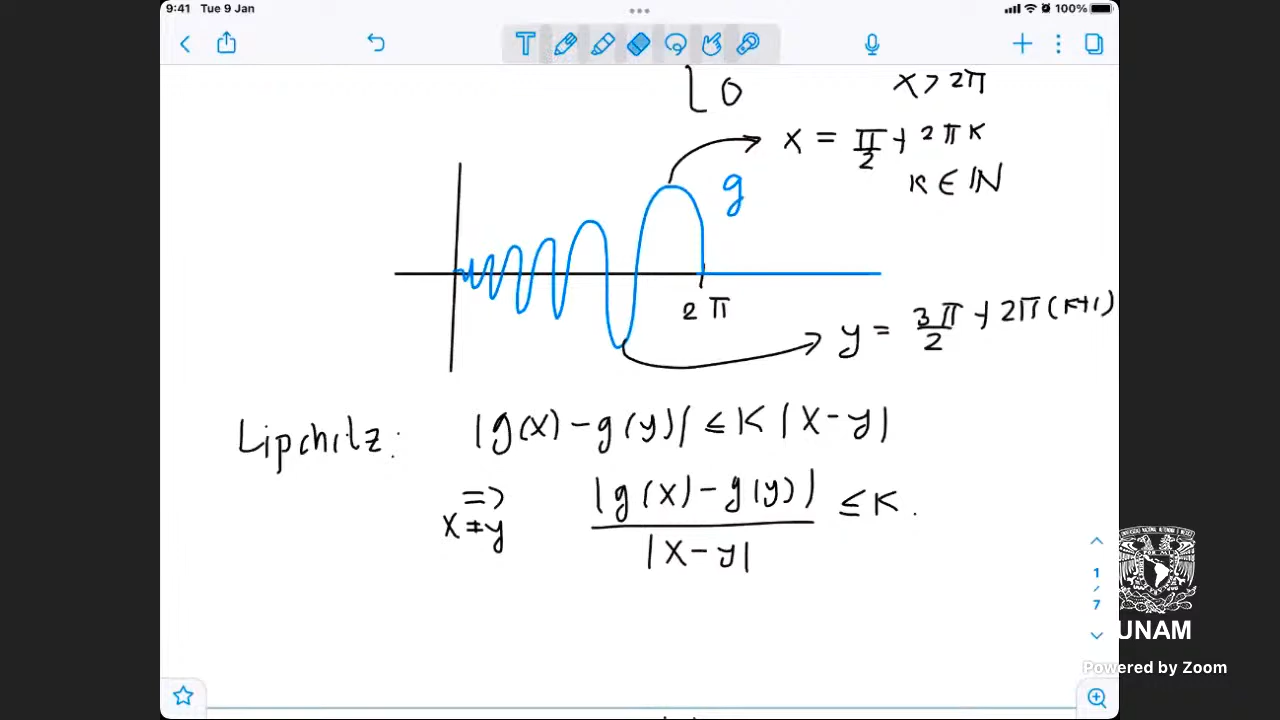 9:41 Tue 9 Jan 100%
L 0 x > 2π
x = π/2 + 2πk
k ∈ ℕ
g
2π
y = 3π/2 + 2π(k+1)
Lipchitz: |g(x) - g(y)| ≤ K |x - y|
=> x ≠ y |g(x) - g(y)| / |x - y| ≤ K.
1
/
7
UNAM
Powered by Zoom